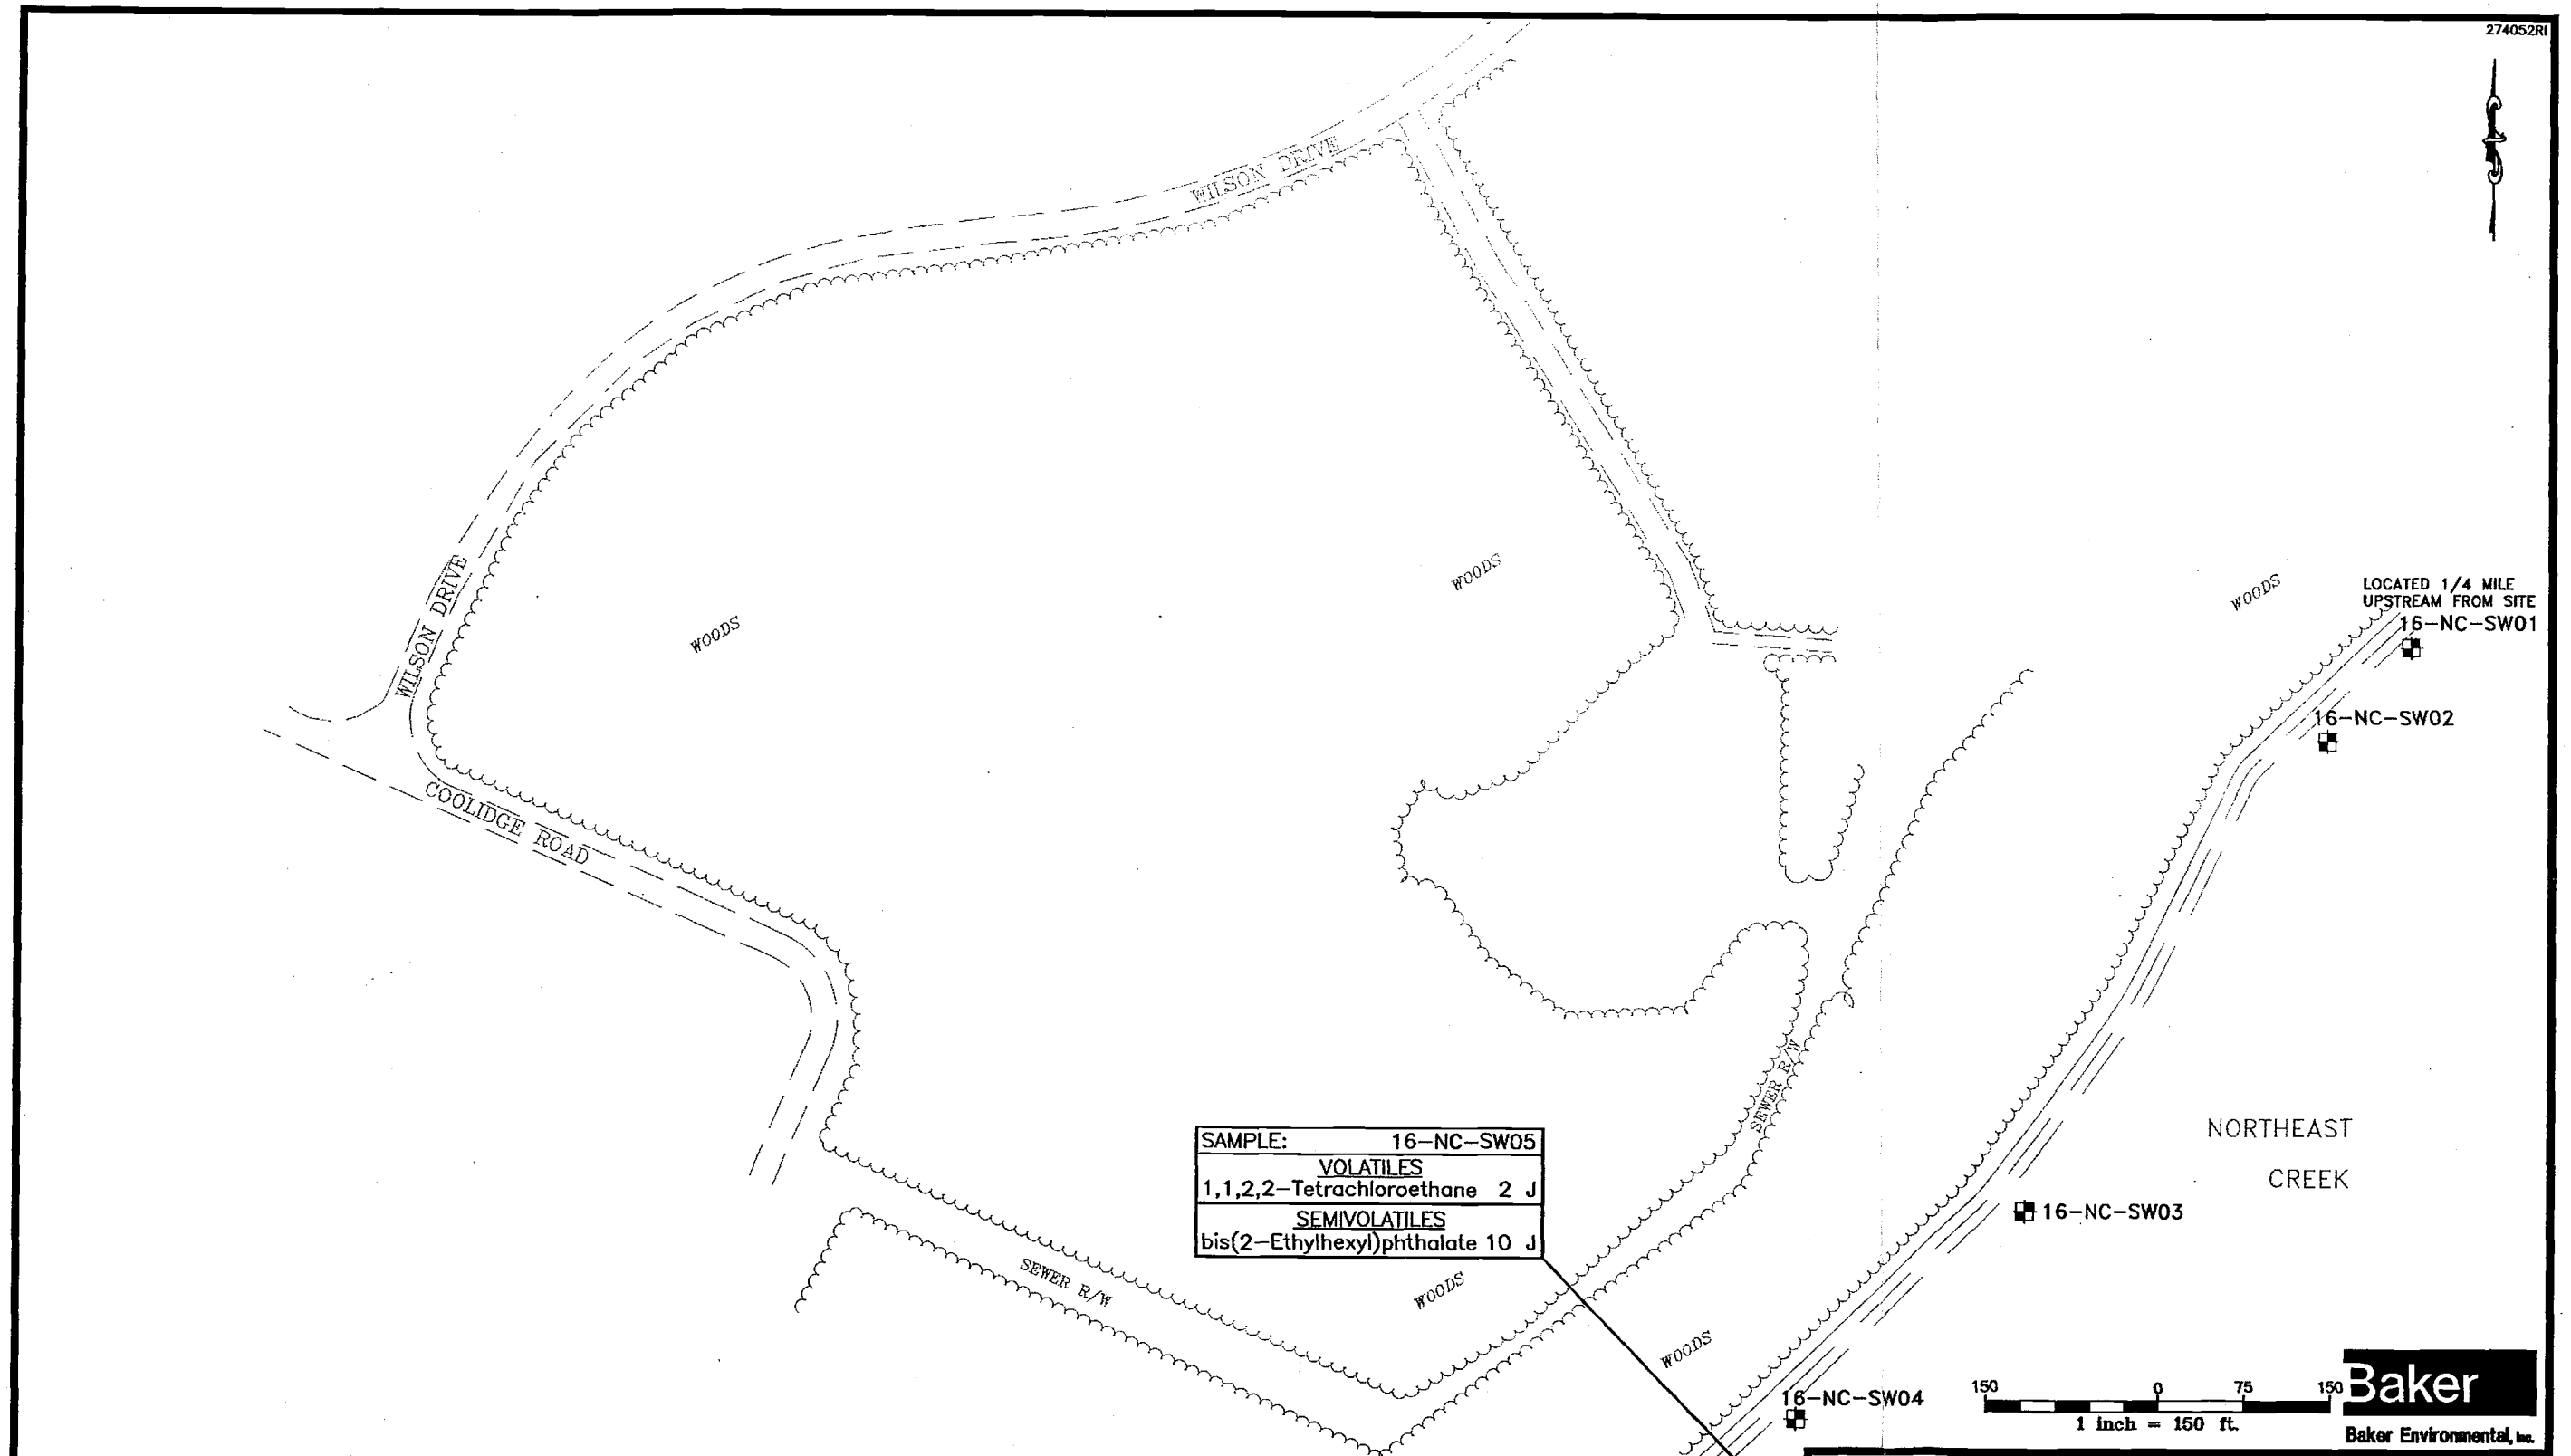 274052RI
WILSON DRIVE
WILSON DRIVE
WOODS
WOODS
WOODS
LOCATED 1/4 MILE
UPSTREAM FROM SITE
16-NC-SW01
16-NC-SW02
COOLIDGE ROAD
SEWER R/W
NORTHEAST
CREEK
SAMPLE: 16-NC-SW05
VOLATILES
1,1,2,2-Tetrachloroethane 2 J
SEMIVOLATILES
bis(2-Ethylhexyl)phthalate 10 J
16-NC-SW03
SEWER R/W
WOODS
WOODS
16-NC-SW04
150 0 75 150
1 inch = 150 ft.
Baker
Baker Environmental, Inc.